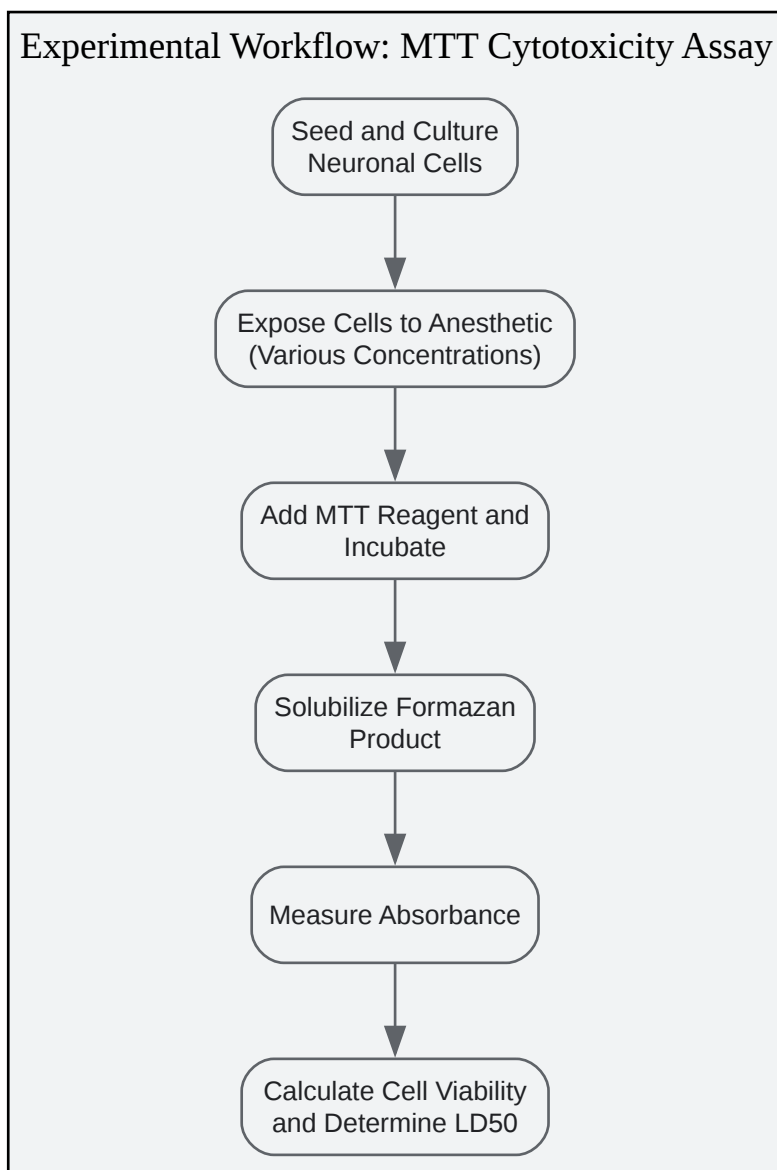 Experimental Workflow: MTT Cytotoxicity Assay
Seed and Culture
Neuronal Cells
Expose Cells to Anesthetic
(Various Concentrations)
Add MTT Reagent and
Incubate
Solubilize Formazan
Product
Measure Absorbance
Calculate Cell Viability
and Determine LD50